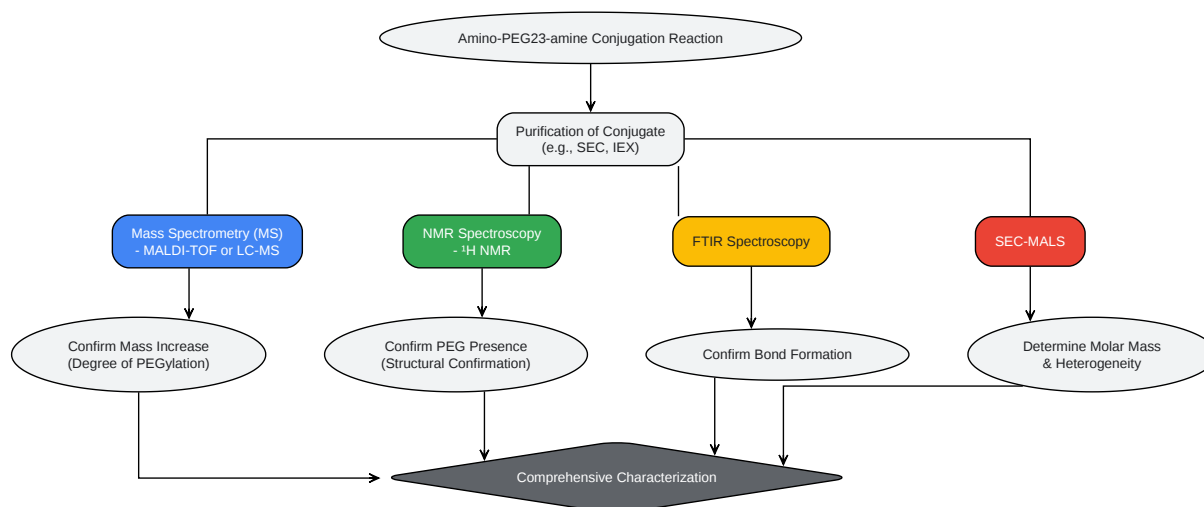 Amino-PEG23-amine Conjugation Reaction
Purification of Conjugate
(e.g., SEC, IEX)
Mass Spectrometry (MS)
- MALDI-TOF or LC-MS
NMR Spectroscopy
- ¹H NMR
FTIR Spectroscopy
SEC-MALS
Confirm Mass Increase
(Degree of PEGylation)
Confirm PEG Presence
(Structural Confirmation)
Confirm Bond Formation
Determine Molar Mass
& Heterogeneity
Comprehensive Characterization